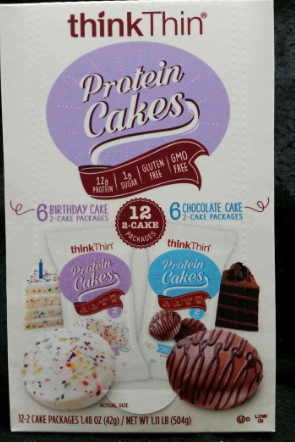 thinkThin®
Protein
Cakes
12g PROTEIN | 1g SUGAR | GLUTEN FREE | GMO FREE
6 BIRTHDAY CAKE
2-CAKE PACKAGES
12
2-CAKE
PACKAGES
6 CHOCOLATE CAKE
2-CAKE PACKAGES
thinkThin®
Protein
Cakes
thinkThin®
Protein
Cakes
ACTUAL SIZE
12-2 CAKE PACKAGES 1.48 OZ (42g) / NET WT 1.11 LB (504g)
U D
LOW
GI